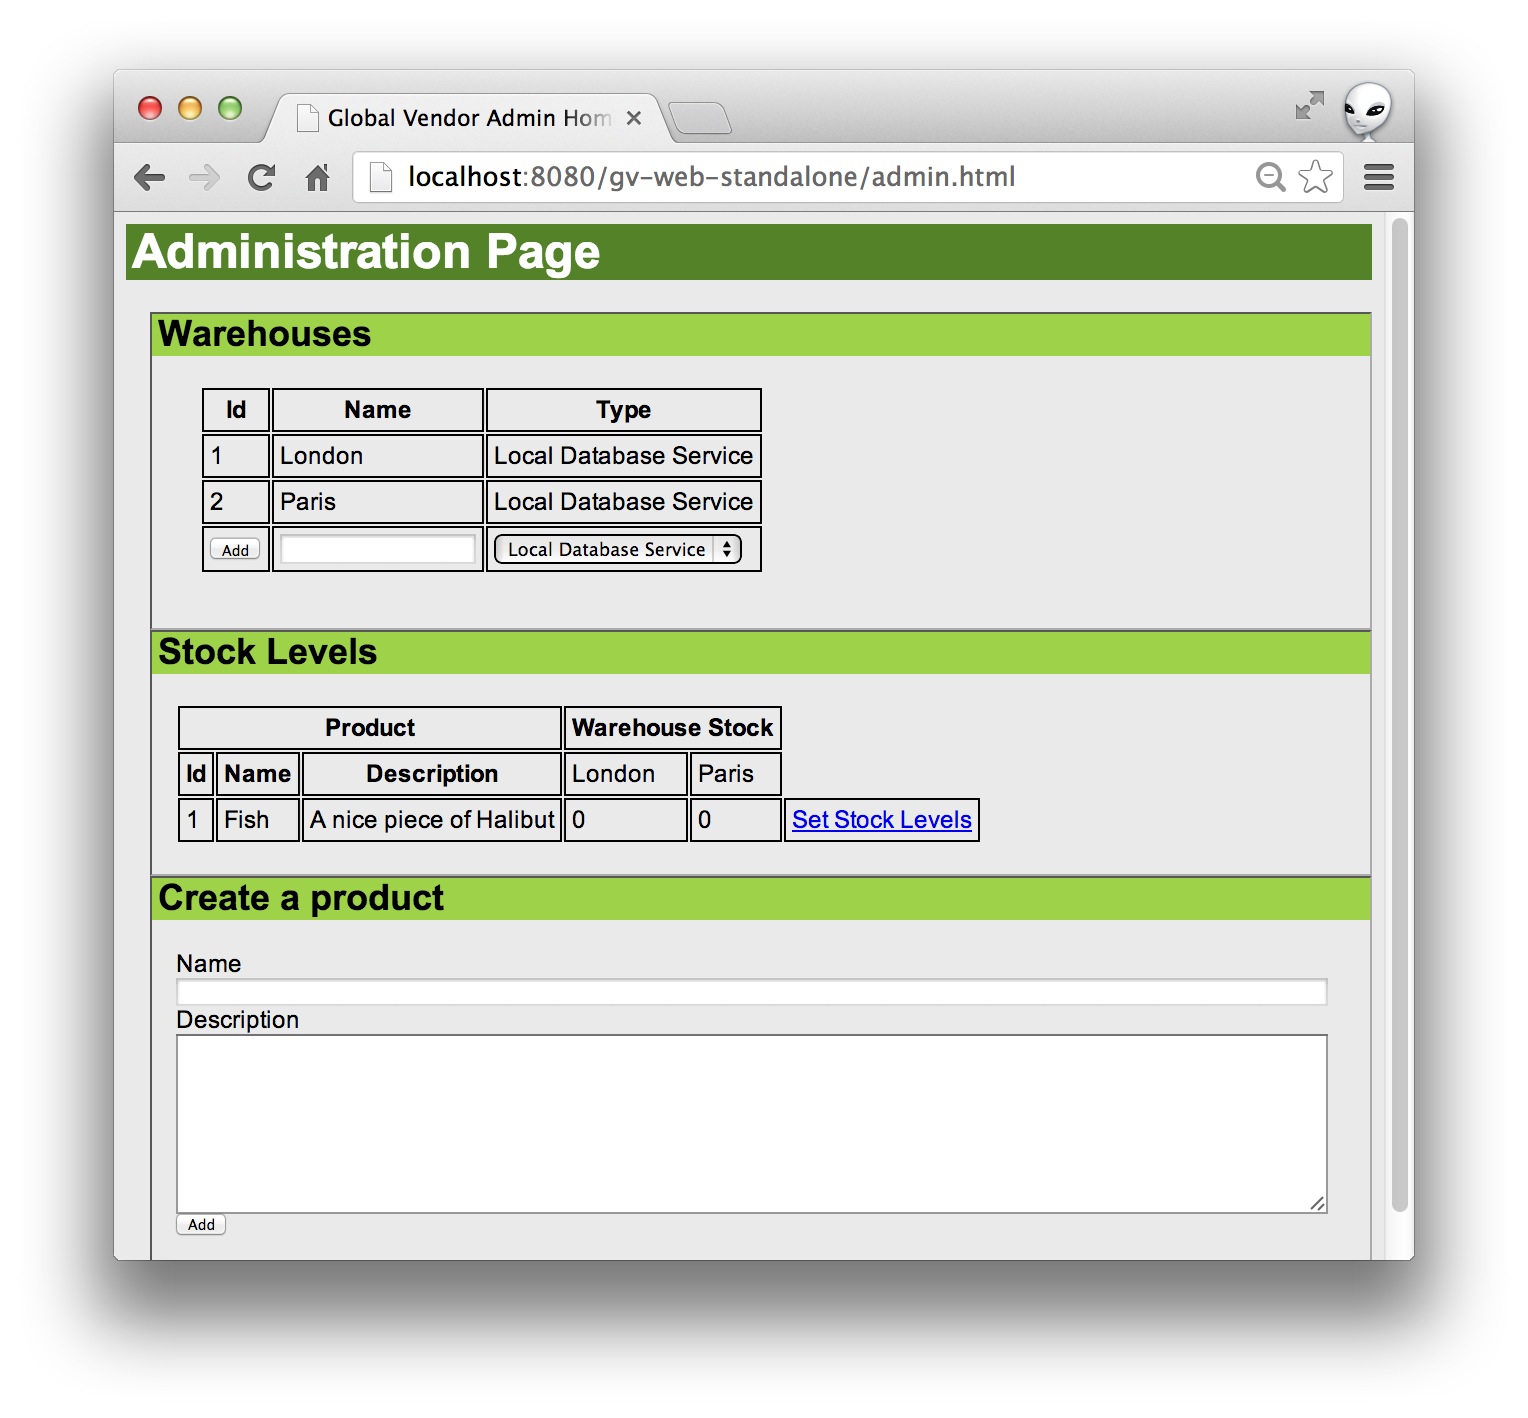 Global Vendor Admin Hom
localhost:8080/gv-web-standalone/admin.html
Administration Page
Warehouses
Id Name Type
1 London Local Database Service
2 Paris Local Database Service
Add Local Database Service
Stock Levels
Product Warehouse Stock
Id Name Description London Paris
1 Fish A nice piece of Halibut 0 0 Set Stock Levels
Create a product
Name
Description
Add